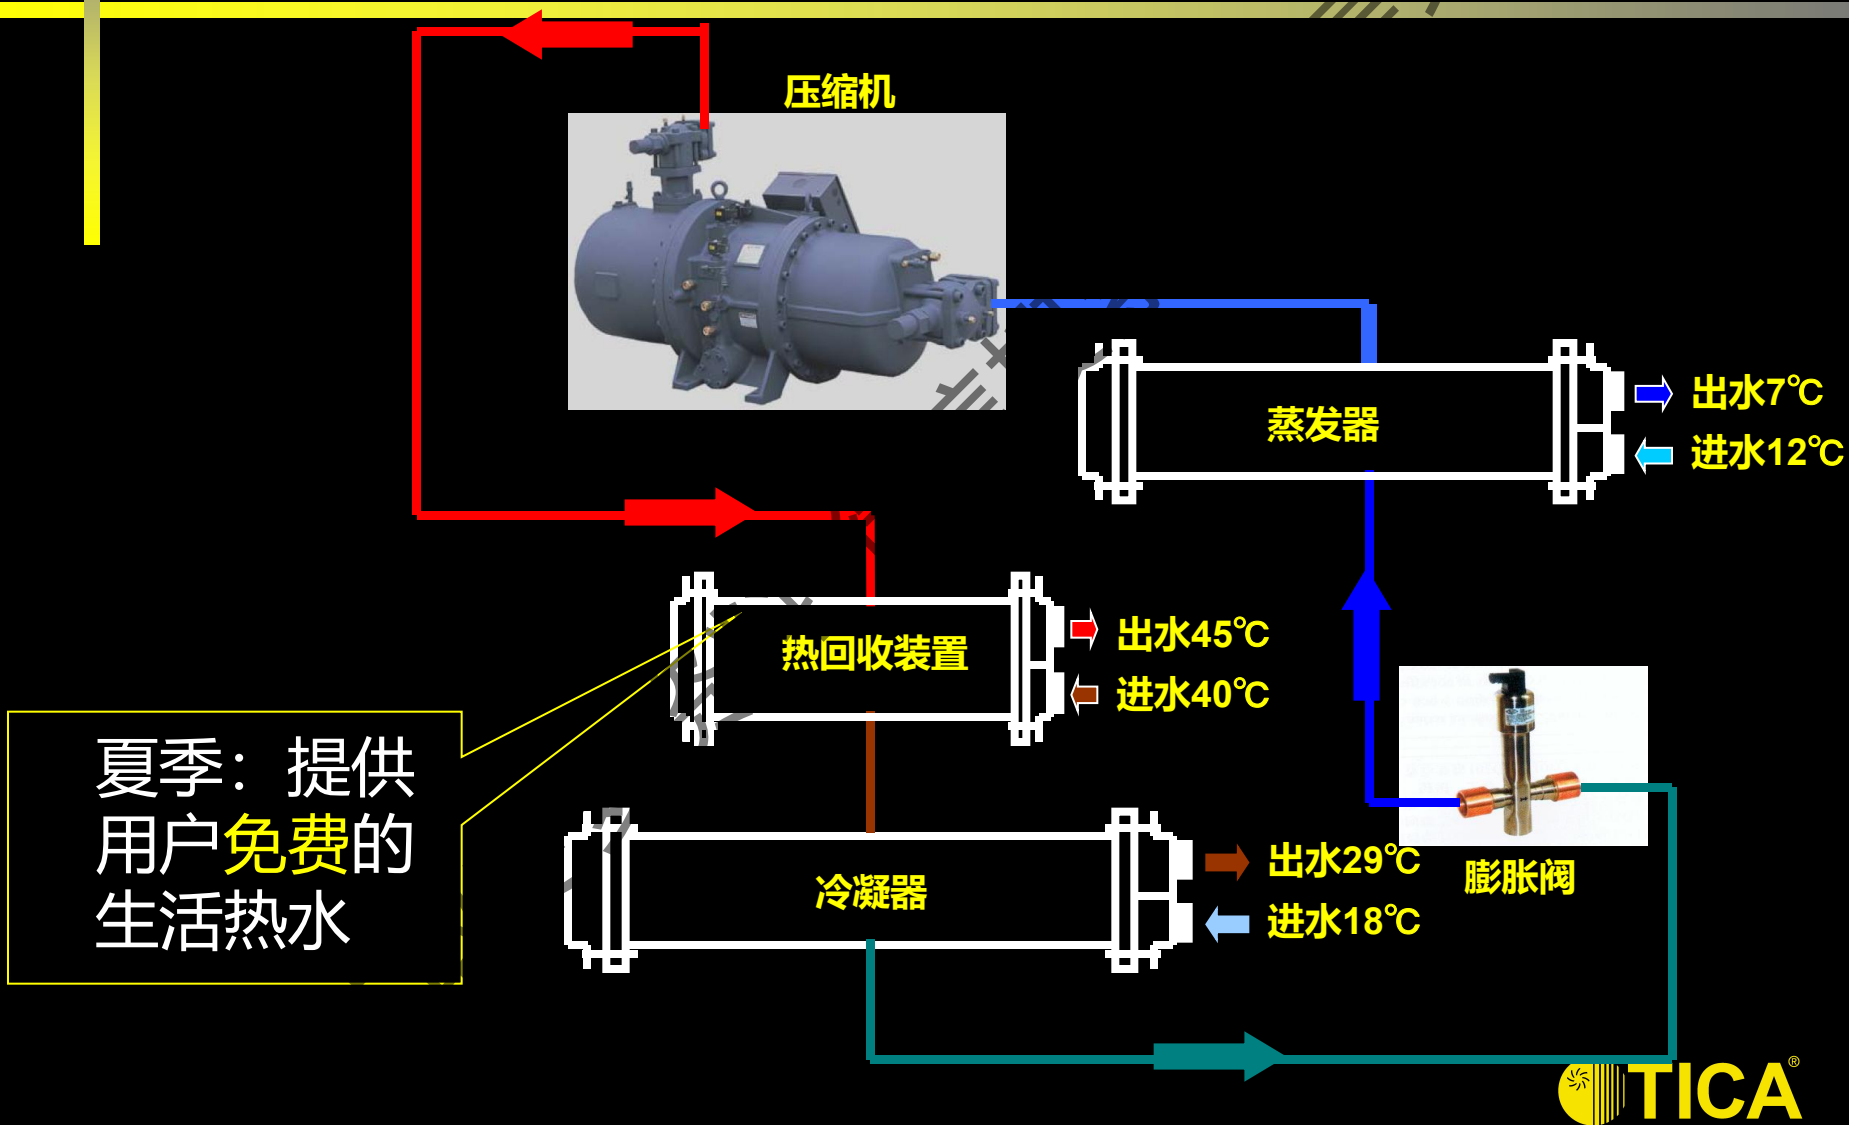 压缩机
蒸发器
出水7℃
进水12℃
热回收装置
出水45℃
进水40℃
夏季：提供
用户免费的
生活热水
冷凝器
出水29℃
进水18℃
膨胀阀
TICA®